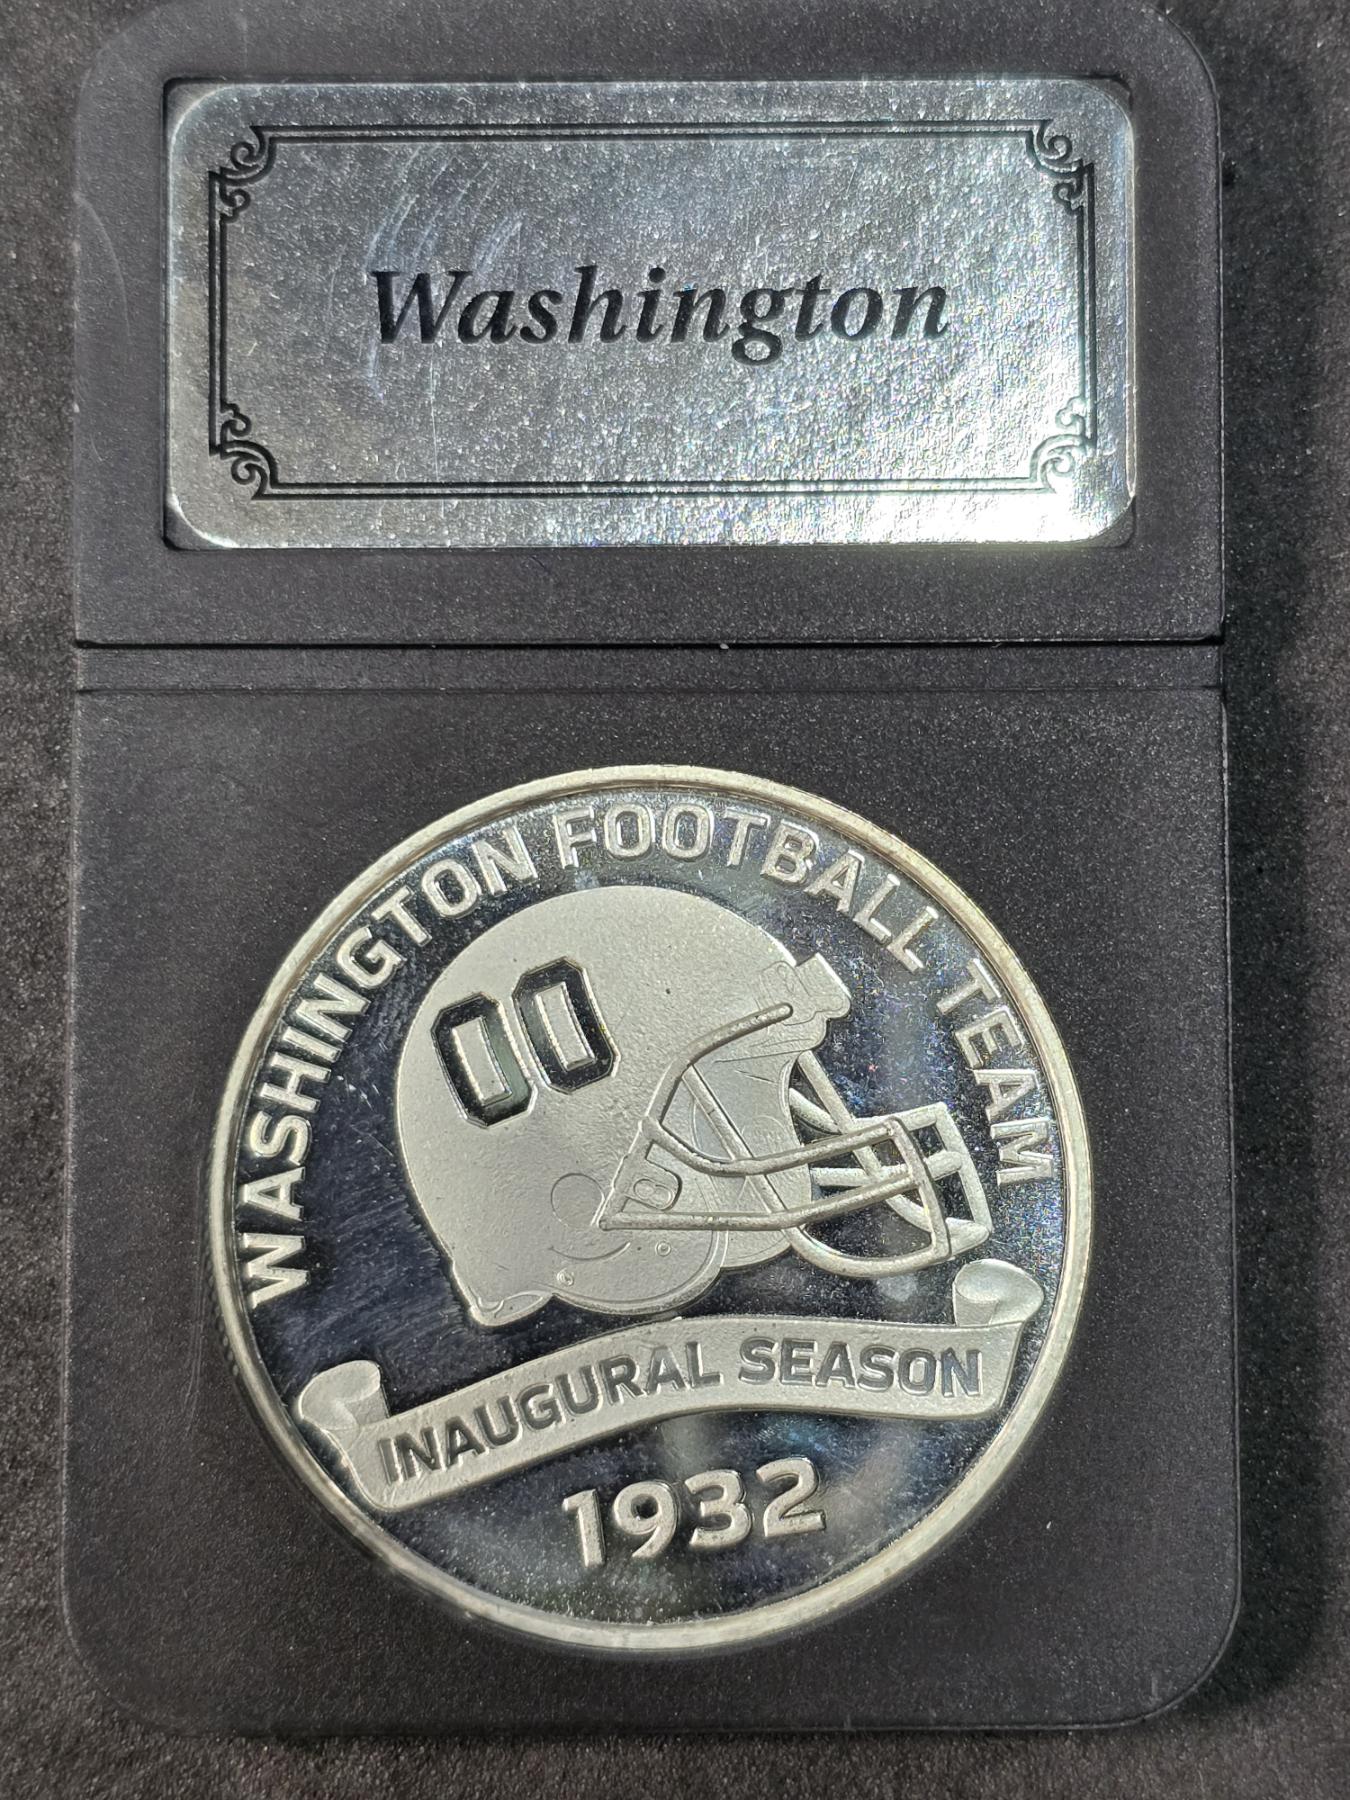 Washington
WASHINGTON FOOTBALL TEAM
00
INAUGURAL SEASON
1932